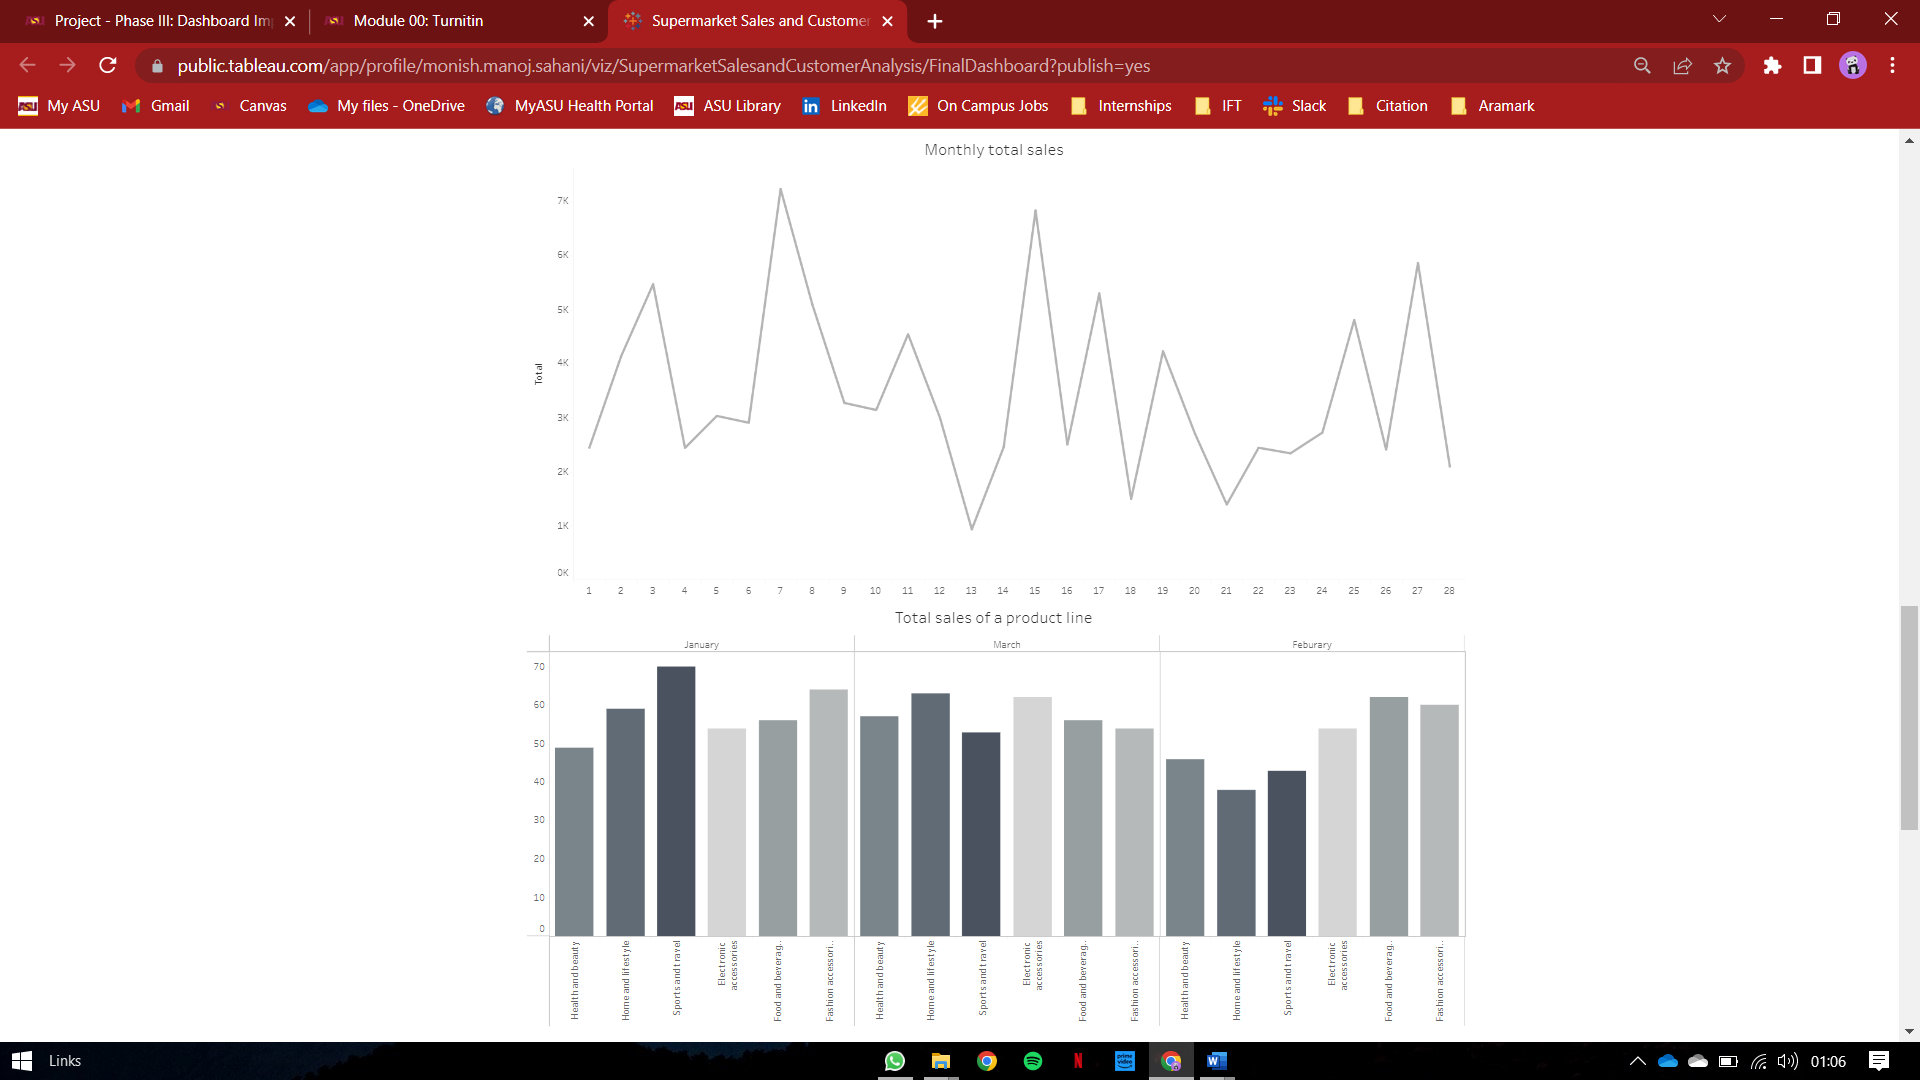 Project - Phase III: Dashboard Im
Module 00: Turnitin
Supermarket Sales and Custome
public.tableau.com/app/profile/monish.manoj.sahani/viz/SupermarketSalesandCustomerAnalysis/FinalDashboard?publish=yes
My ASU Gmail Canvas My files - OneDrive MyASU Health Portal ASU Library LinkedIn On Campus Jobs Internships IFT Slack Citation Aramark
Monthly total sales
7K
6K
5K
4K
3K
2K
1K
0K
Total
1 2 3 4 5 6 7 8 9 10 11 12 13 14 15 16 17 18 19 20 21 22 23 24 25 26 27 28
Total sales of a product line
January March Feburary
70
60
50
40
30
20
10
0
Health and beauty
Home and lifestyle
Sports and travel
Electronic
accessories
Food and beverag..
Fashion accessori..
Health and beauty
Home and lifestyle
Sports and travel
Electronic
accessories
Food and beverag..
Fashion accessori..
Health and beauty
Home and lifestyle
Sports and travel
Electronic
accessories
Food and beverag..
Fashion accessori..
Links
01:06